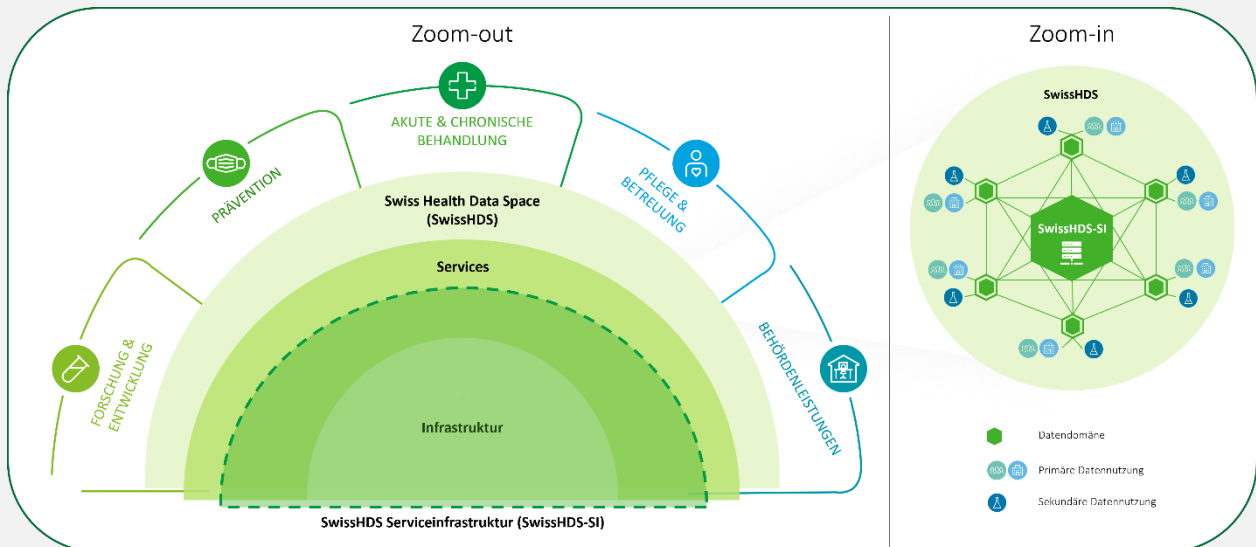 Zoom-out
AKUTE & CHRONISCHE
BEHANDLUNG
PRÄVENTION
PFLEGE &
BETREUUNG
FORSCHUNG &
ENTWICKLUNG
BEHÖRDENLEISTUNGEN
Swiss Health Data Space
(SwissHDS)
Services
Infrastruktur
SwissHDS Serviceinfrastruktur (SwissHDS-SI)
Zoom-in
SwissHDS
SwissHDS-SI
Datendomäne
Primäre Datennutzung
Sekundäre Datennutzung